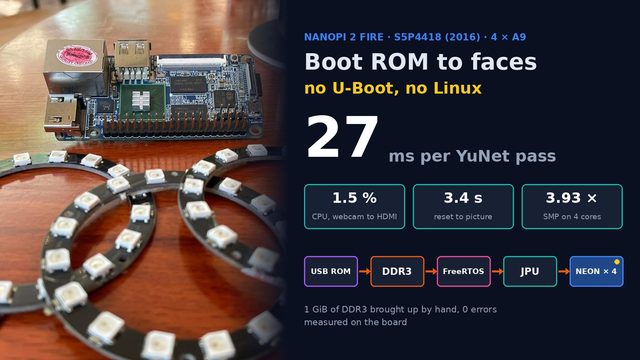 NANOPI 2 FIRE · S5P4418 (2016) · 4 × A9
Boot ROM to faces
no U-Boot, no Linux
27 ms per YuNet pass
1.5 %
CPU, webcam to HDMI
3.4 s
reset to picture
3.93 ×
SMP on 4 cores
USB ROM
DDR3
FreeRTOS
JPU
NEON × 4
1 GiB of DDR3 brought up by hand, 0 errors
measured on the board